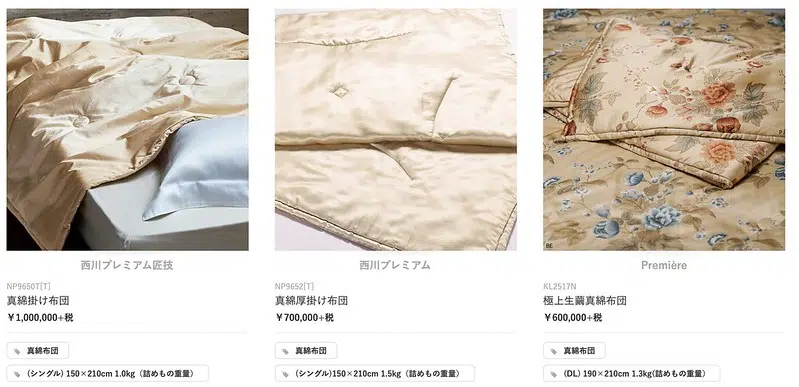 BE
西川プレミアム匠技
NP9650T[T]
真綿掛け布団
￥1,000,000+税
真綿布団
(シングル) 150×210cm 1.0kg（詰めもの重量）
西川プレミアム
NP9652[T]
真綿厚掛け布団
￥700,000+税
真綿布団
(シングル)150×210cm 1.5kg（詰めもの重量）
Première
KL2517N
極上生繭真綿布団
￥600,000+税
真綿布団
(DL) 190×210cm 1.3kg(詰めもの重量）